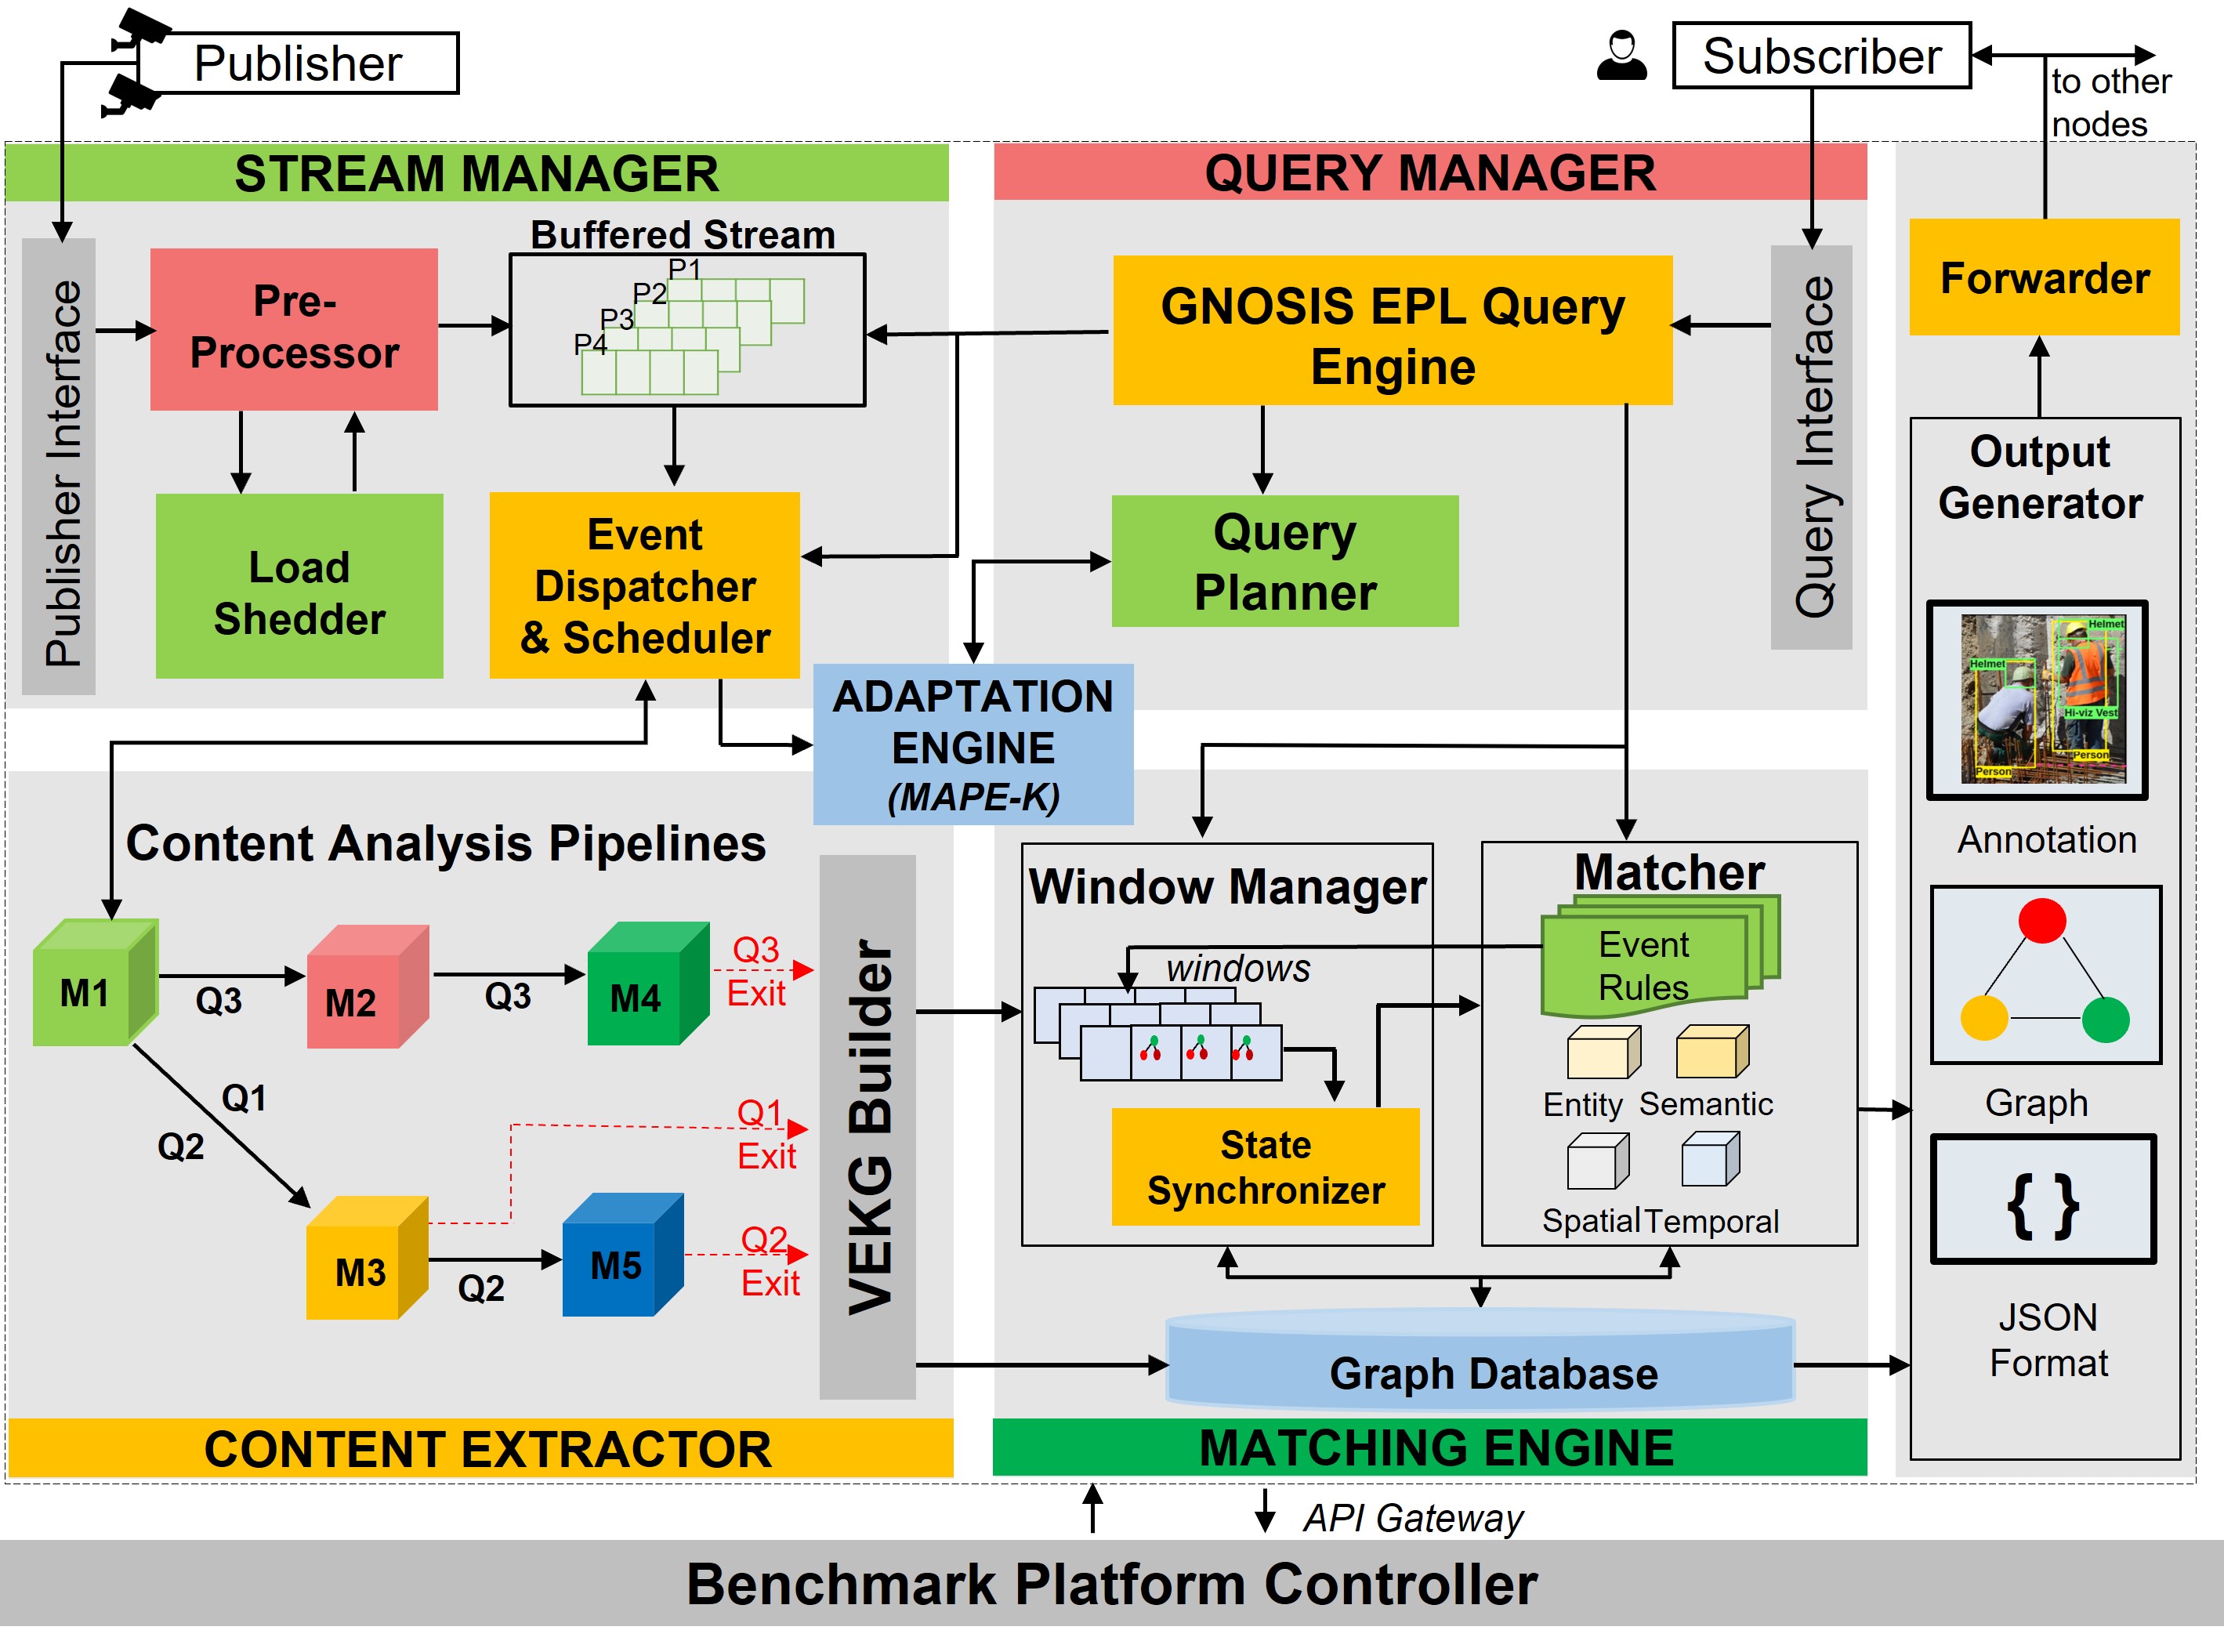 Publisher
Subscriber
to other
nodes
STREAM MANAGER
QUERY MANAGER
Publisher Interface
Pre-
Processor
Buffered Stream
P1
P2
P3
P4
Load
Shedder
Event
Dispatcher
& Scheduler
GNOSIS EPL Query
Engine
Query
Planner
Query Interface
Forwarder
ADAPTATION
ENGINE
(MAPE-K)
Output
Generator
Helmet
Helmet
Hi-viz Vest
Person
Person
Annotation
Graph
{ }
JSON
Format
Content Analysis Pipelines
M1
Q3
M2
Q3
M4
Q3
Exit
Q1
Q2
Q1
Exit
M3
Q2
M5
Q2
Exit
VEKG Builder
Window Manager
windows
State
Synchronizer
Matcher
Event
Rules
Entity
Semantic
Spatial
Temporal
Graph Database
CONTENT EXTRACTOR
MATCHING ENGINE
API Gateway
Benchmark Platform Controller